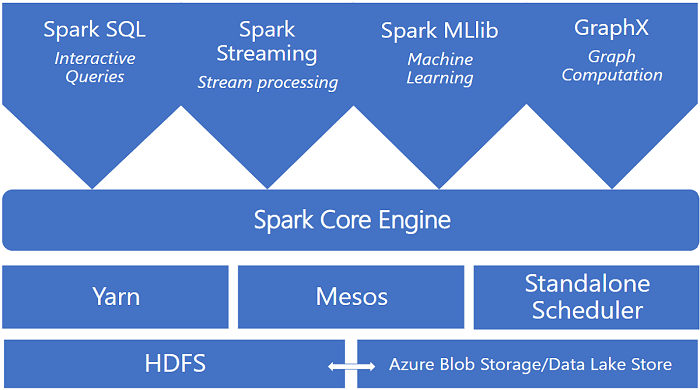 Spark SQL
Interactive
Queries
Spark
Streaming
Stream processing
Spark MLlib
Machine
Learning
GraphX
Graph
Computation
Spark Core Engine
Yarn
Mesos
Standalone
Scheduler
HDFS
Azure Blob Storage/Data Lake Store